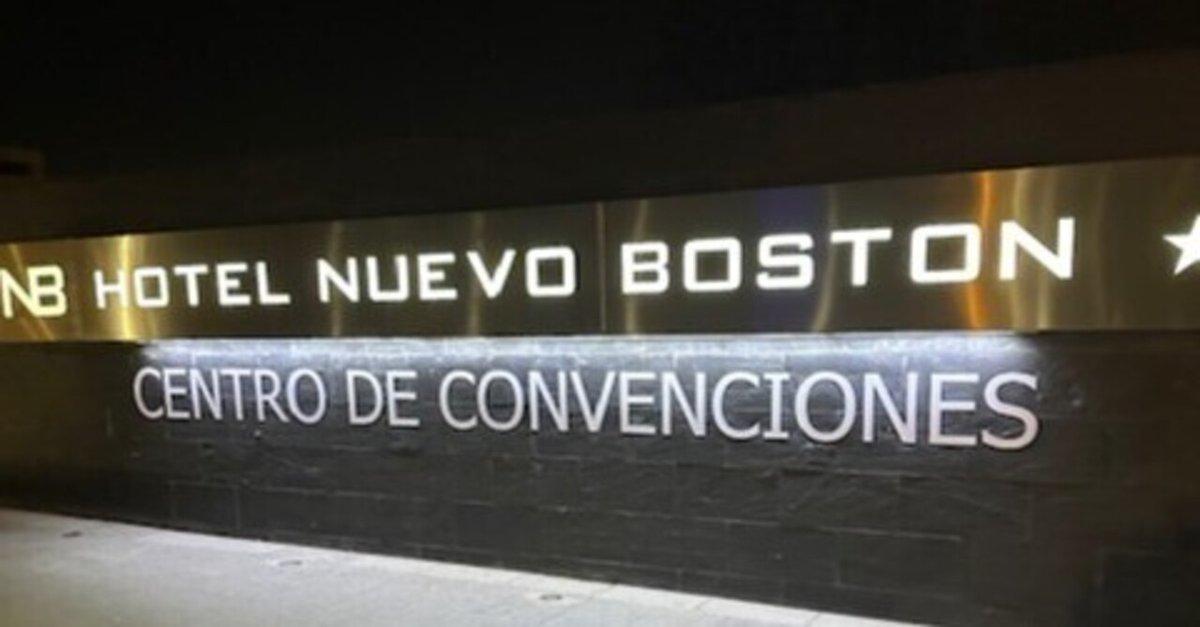 NB HOTEL NUEVO BOSTON
CENTRO DE CONVENCIONES